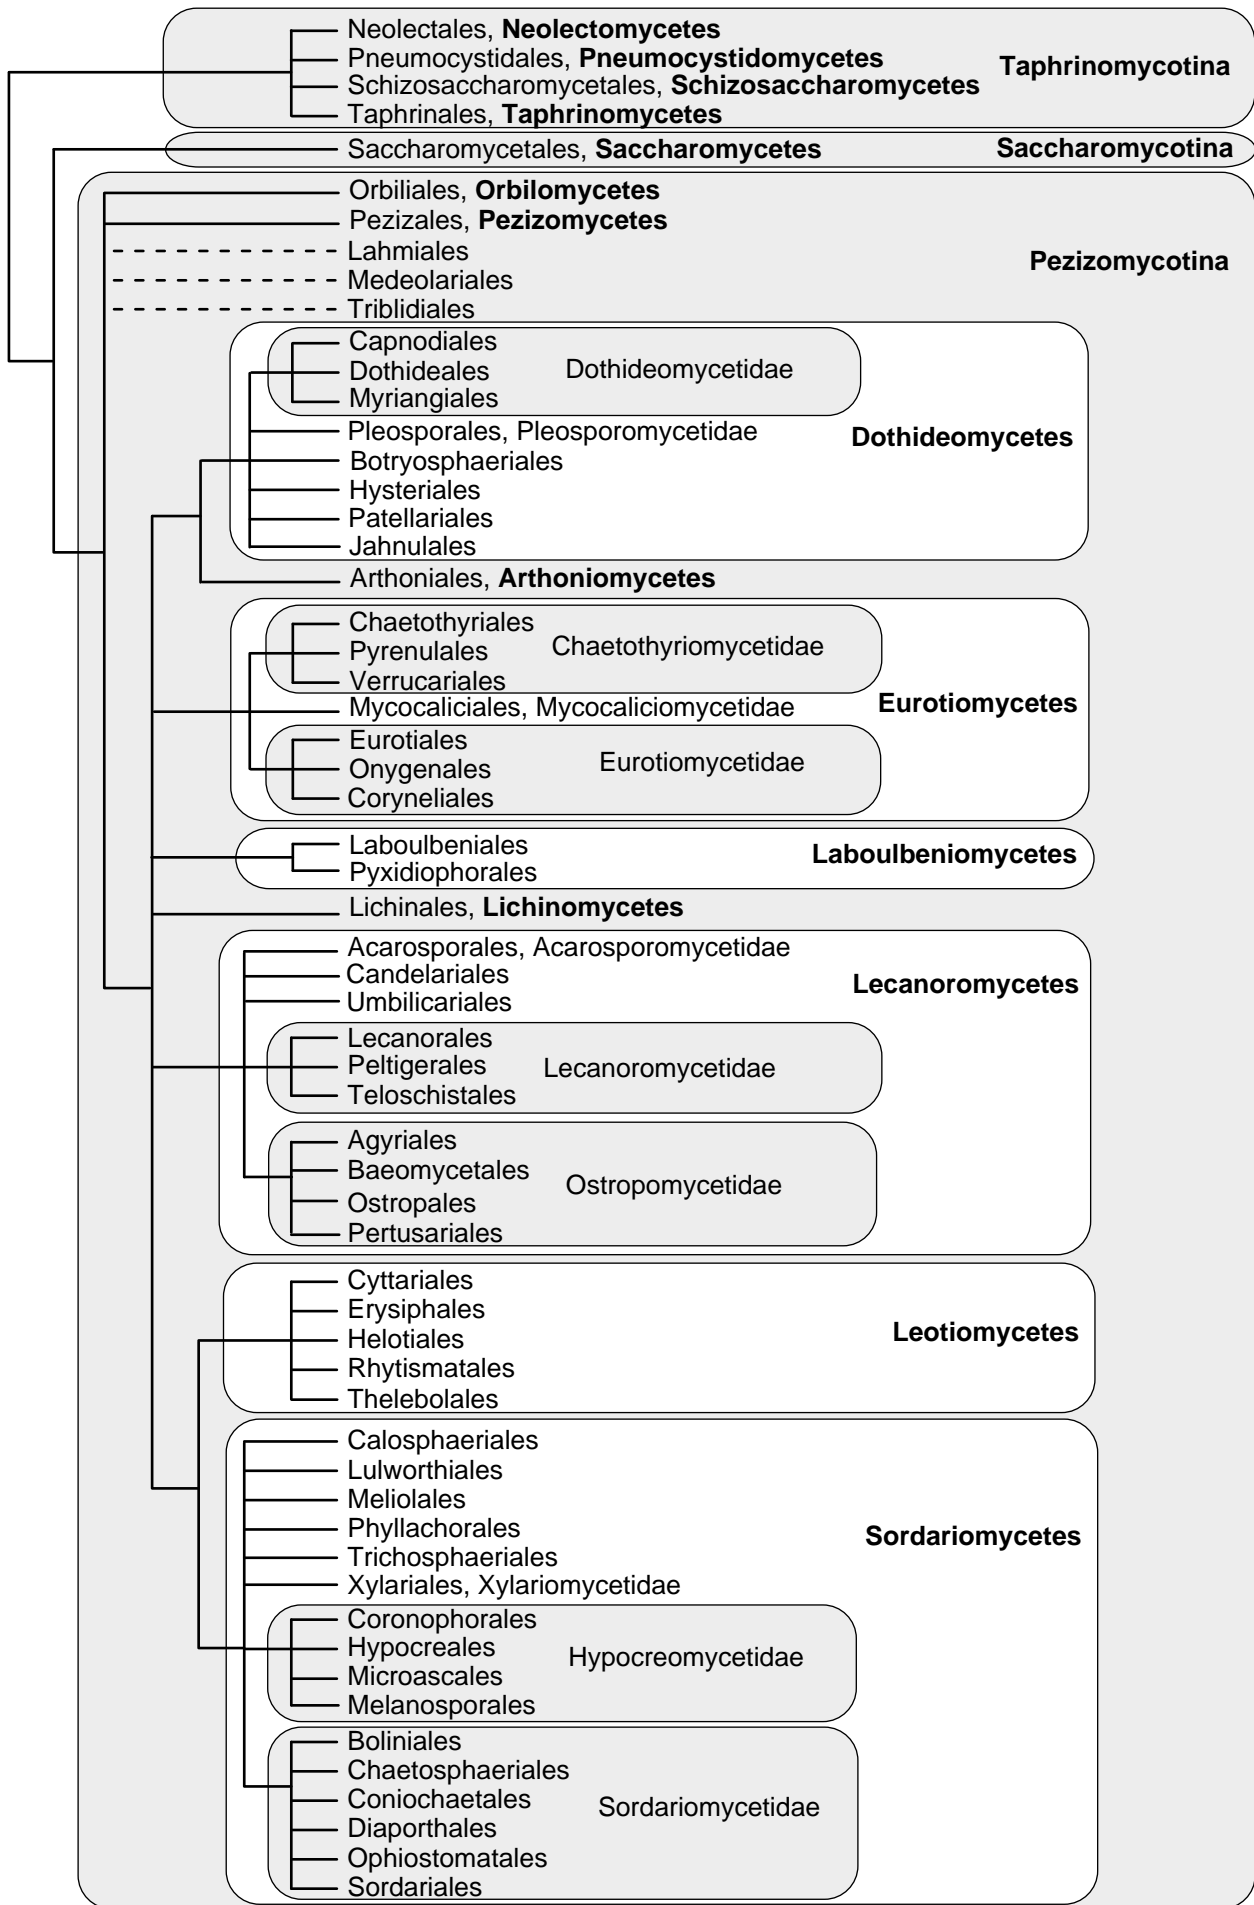 Neolectales, Neolectomycetes
Pneumocystidales, Pneumocystidomycetes
Taphrinomycotina
Schizosaccharomycetales, Schizosaccharomycetes
Taphrinales, Taphrinomycetes
Saccharomycetales, Saccharomycetes
Saccharomycotina
Orbiliales, Orbilomycetes
Pezizales, Pezizomycetes
Lahmiales
Pezizomycotina
Medeolariales
Triblidiales
Capnodiales
Dothideales
Dothideomycetidae
Myriangiales
Pleosporales, Pleosporomycetidae
Dothideomycetes
Botryosphaeriales
Hysteriales
Patellariales
Jahnulales
Arthoniales, Arthoniomycetes
Chaetothyriales
Chaetothyriomycetidae
Pyrenulales
Verrucariales
Eurotiomycetes
Mycocaliciales, Mycocaliciomycetidae
Eurotiales
Eurotiomycetidae
Onygenales
Coryneliales
Laboulbeniales
Laboulbeniomycetes
Pyxidiophorales
Lichinales, Lichinomycetes
Acarosporales, Acarosporomycetidae
Candelariales
Lecanoromycetes
Umbilicariales
Lecanorales
Peltigerales
Lecanoromycetidae
Teloschistales
Agyriales
Baeomycetales
Ostropomycetidae
Ostropales
Pertusariales
Cyttariales
Erysiphales
Leotiomycetes
Helotiales
Rhytismatales
Thelebolales
Calosphaeriales
Lulworthiales
Meliolales
Phyllachorales
Sordariomycetes
Trichosphaeriales
Xylariales, Xylariomycetidae
Coronophorales
Hypocreales
Hypocreomycetidae
Microascales
Melanosporales
Boliniales
Chaetosphaeriales
Coniochaetales
Sordariomycetidae
Diaporthales
Ophiostomatales
Sordariales